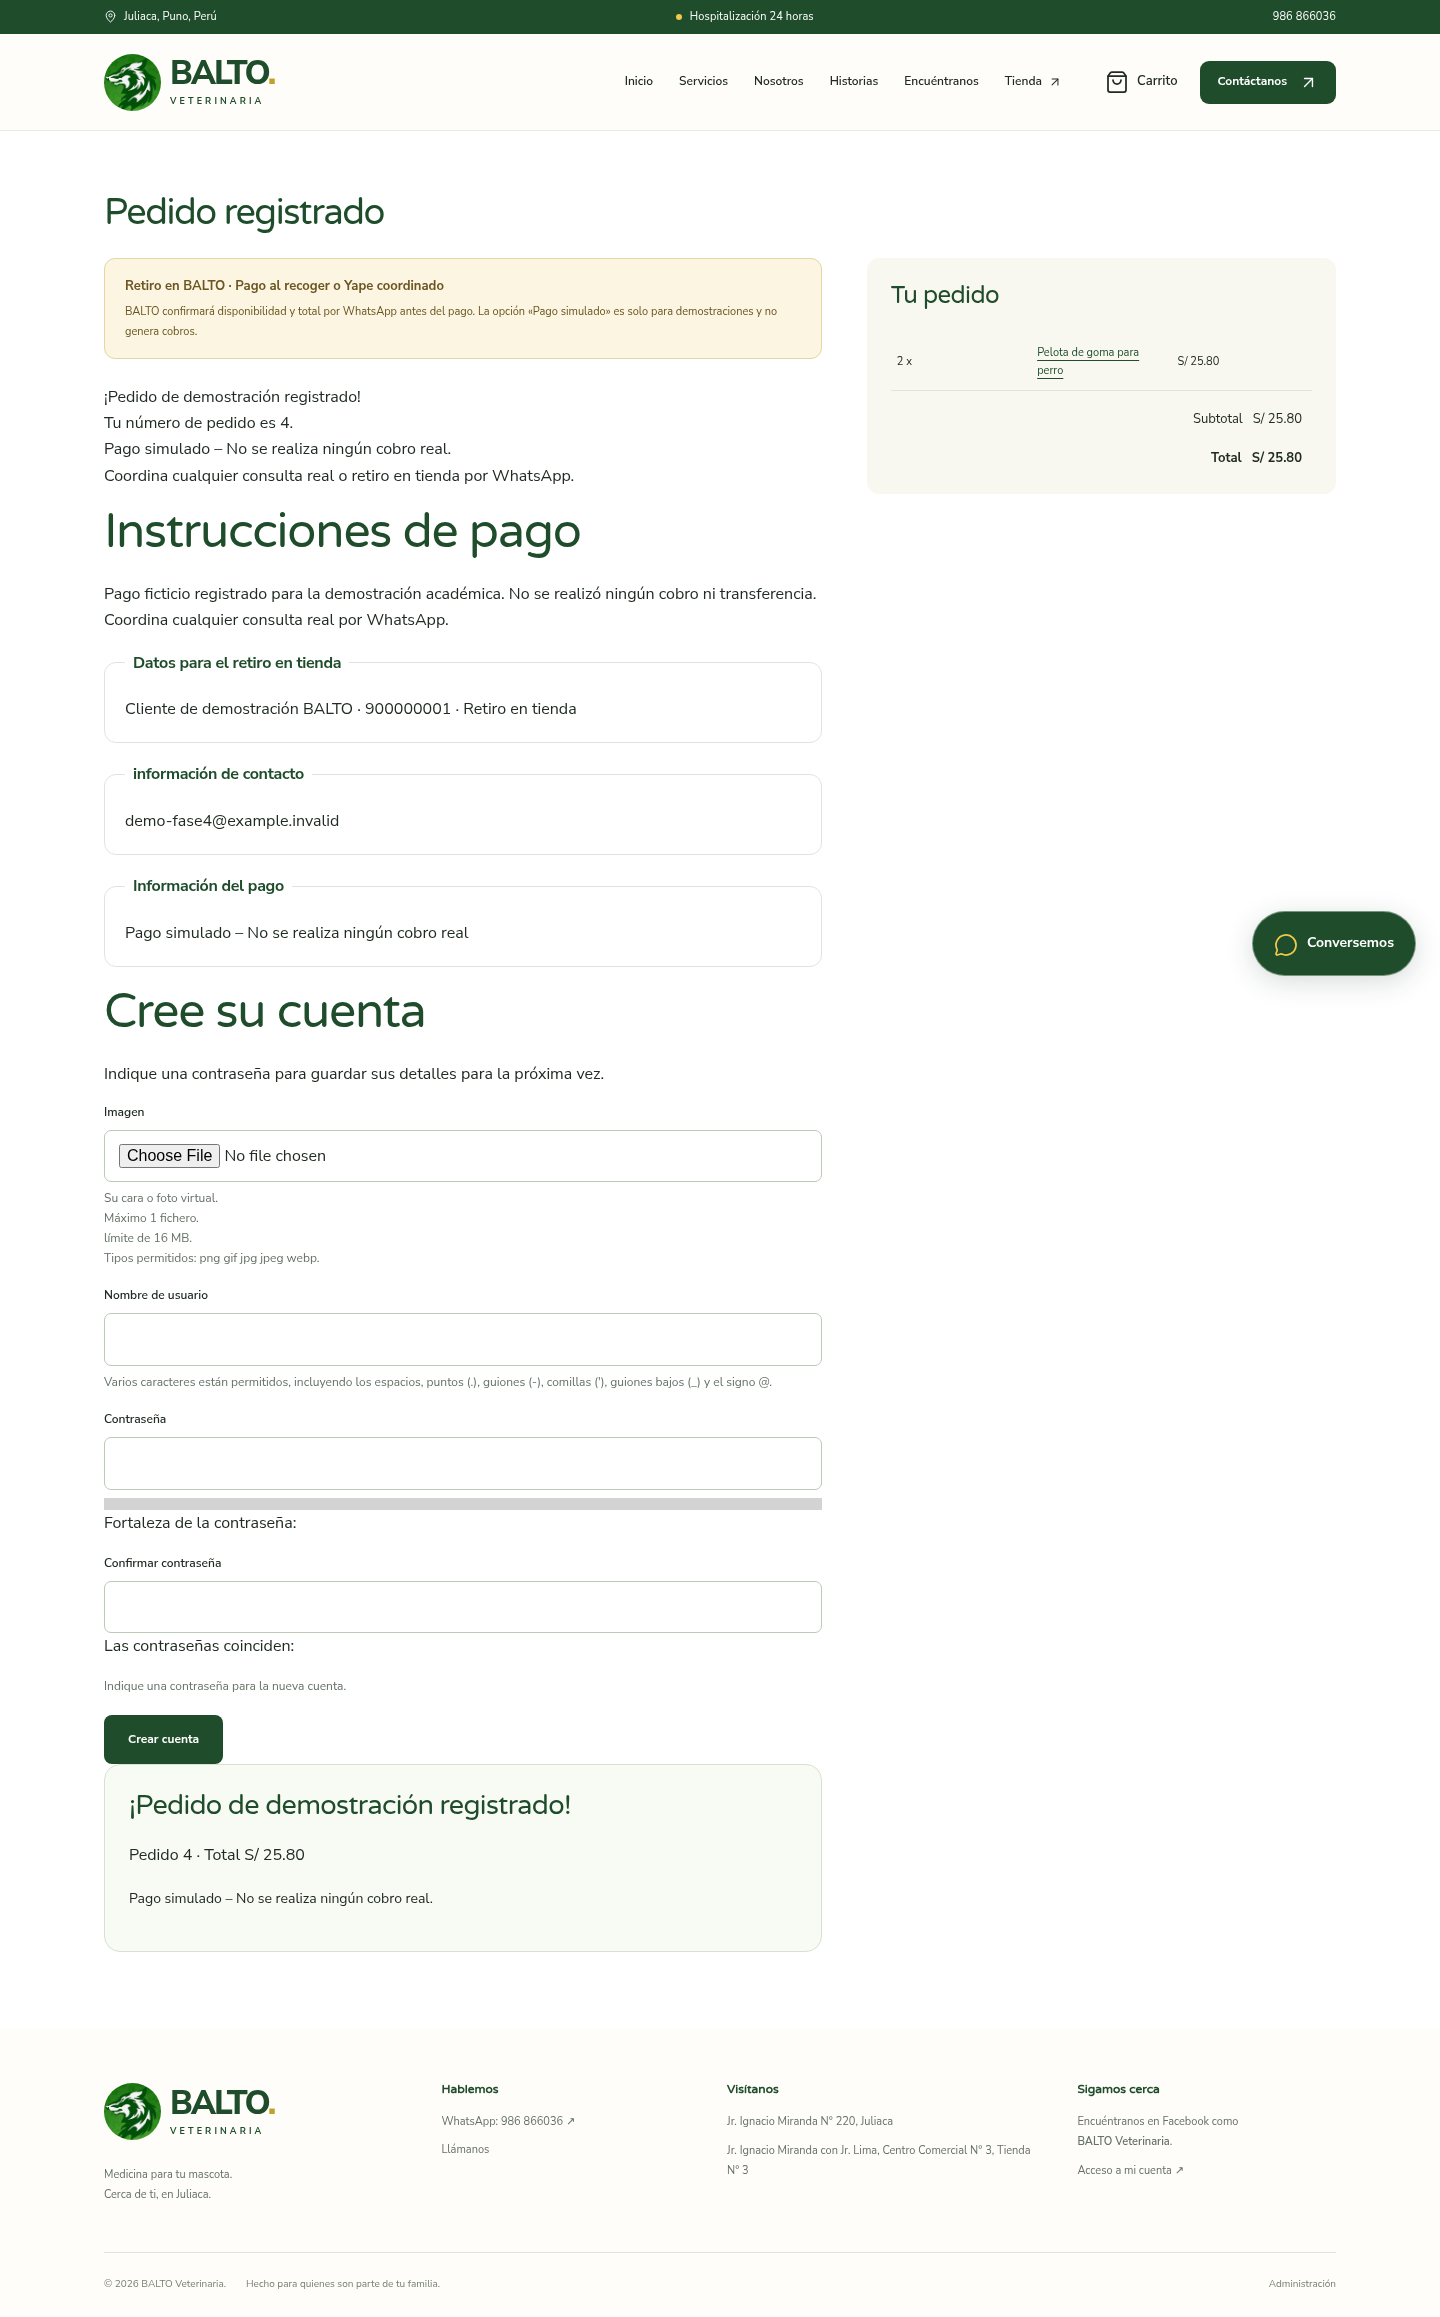 Juliaca, Puno, Perú
Hospitalización 24 horas
986 866036
BALTO.
VETERINARIA
Inicio
Servicios
Nosotros
Historias
Encuéntranos
Tienda ↗
Carrito
Contáctanos ↗
Pedido registrado
Retiro en BALTO · Pago al recoger o Yape coordinado
BALTO confirmará disponibilidad y total por WhatsApp antes del pago. La opción «Pago simulado» es solo para demostraciones y no
genera cobros.
¡Pedido de demostración registrado!
Tu número de pedido es 4.
Pago simulado – No se realiza ningún cobro real.
Coordina cualquier consulta real o retiro en tienda por WhatsApp.
Instrucciones de pago
Pago ficticio registrado para la demostración académica. No se realizó ningún cobro ni transferencia.
Coordina cualquier consulta real por WhatsApp.
Datos para el retiro en tienda
Cliente de demostración BALTO · 900000001 · Retiro en tienda
información de contacto
demo-fase4@example.invalid
Información del pago
Pago simulado – No se realiza ningún cobro real
Cree su cuenta
Indique una contraseña para guardar sus detalles para la próxima vez.
Imagen
Choose File No file chosen
Su cara o foto virtual.
Máximo 1 fichero.
límite de 16 MB.
Tipos permitidos: png gif jpg jpeg webp.
Nombre de usuario
Varios caracteres están permitidos, incluyendo los espacios, puntos (.), guiones (-), comillas ('), guiones bajos (_) y el signo @.
Contraseña
Fortaleza de la contraseña:
Confirmar contraseña
Las contraseñas coinciden:
Indique una contraseña para la nueva cuenta.
Crear cuenta
¡Pedido de demostración registrado!
Pedido 4 · Total S/ 25.80
Pago simulado – No se realiza ningún cobro real.
Tu pedido
2 x
Pelota de goma para
perro
S/ 25.80
Subtotal S/ 25.80
Total S/ 25.80
Conversemos
BALTO.
VETERINARIA
Medicina para tu mascota.
Cerca de ti, en Juliaca.
Hablemos
WhatsApp: 986 866036 ↗
Llámanos
Visítanos
Jr. Ignacio Miranda N° 220, Juliaca
Jr. Ignacio Miranda con Jr. Lima, Centro Comercial N° 3, Tienda
N° 3
Sigamos cerca
Encuéntranos en Facebook como
BALTO Veterinaria.
Acceso a mi cuenta ↗
© 2026 BALTO Veterinaria.
Hecho para quienes son parte de tu familia.
Administración